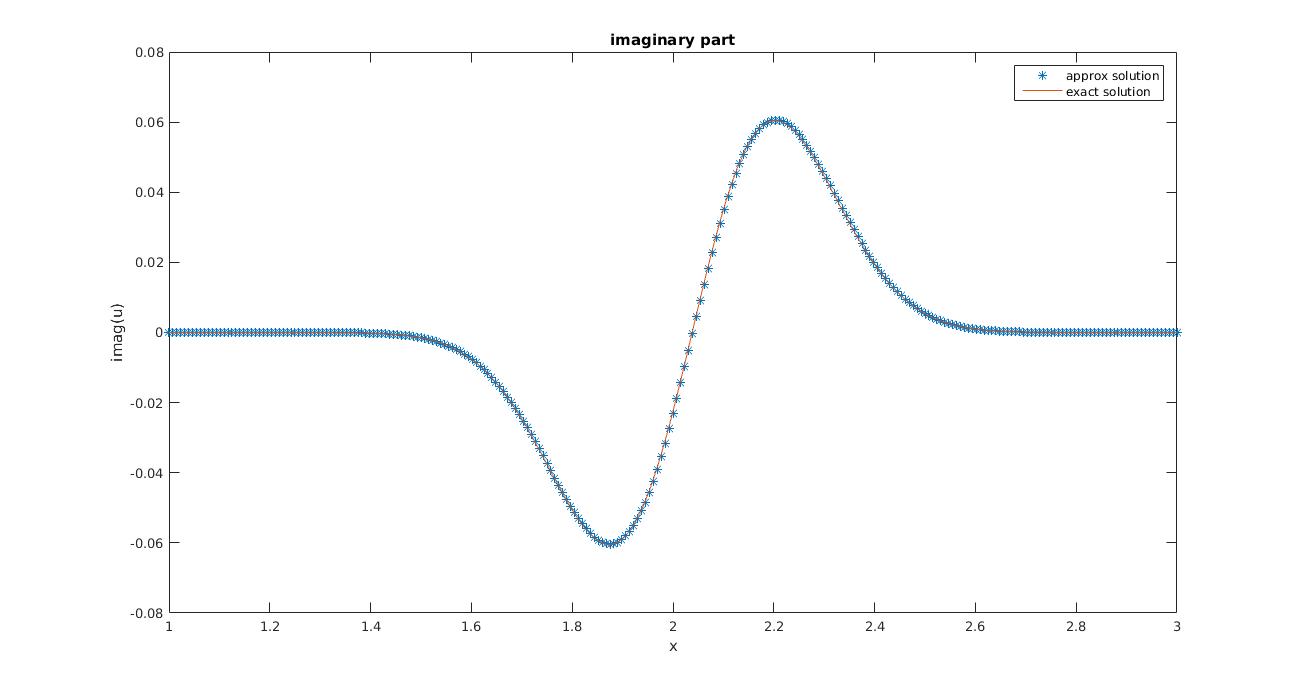 imaginary part
approx solution
exact solution
0.08
0.06
0.04
0.02
0
-0.02
-0.04
-0.06
-0.08
imag(u)
1 1.2 1.4 1.6 1.8 2 2.2 2.4 2.6 2.8 3
x